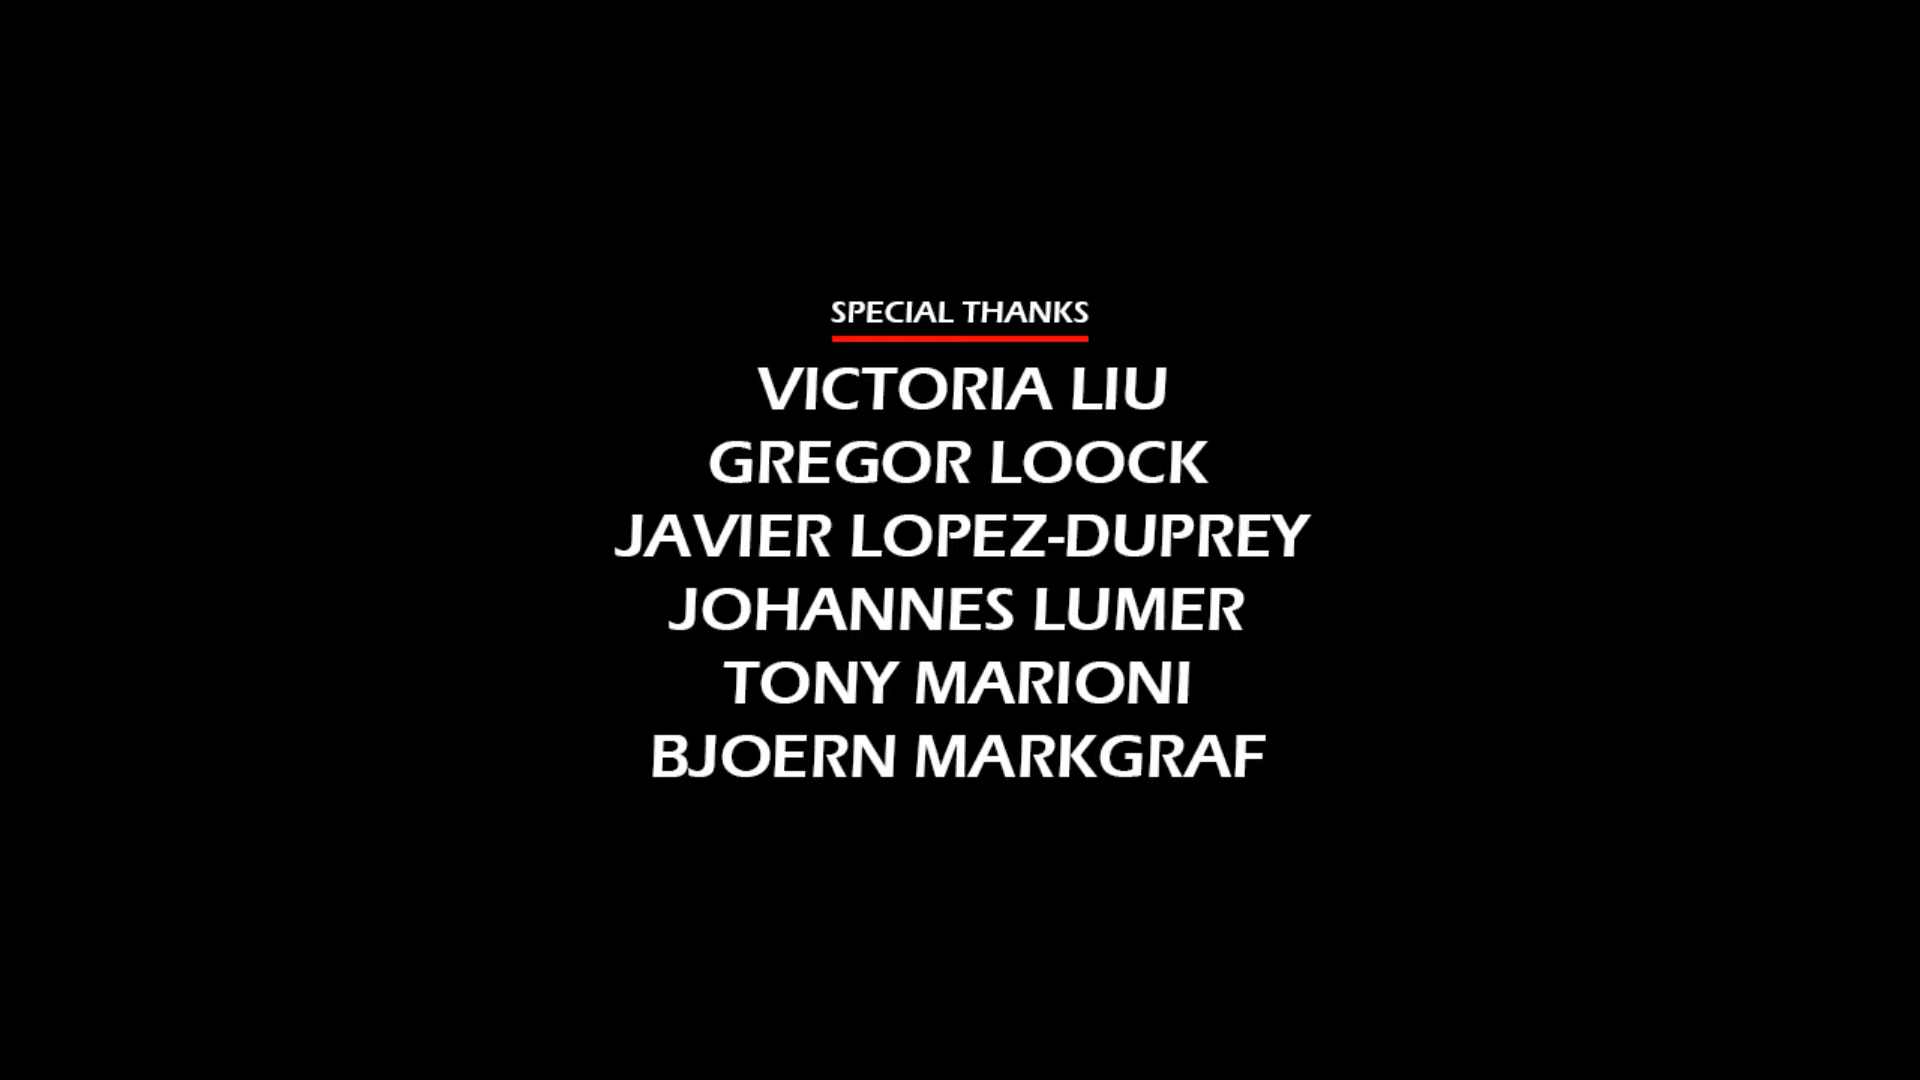 SPECIAL THANKS
VICTORIA LIU
GREGOR LOOCK
JAVIER LOPEZ-DUPREY
JOHANNES LUMER
TONY MARIONI
BJOERN MARKGRAF